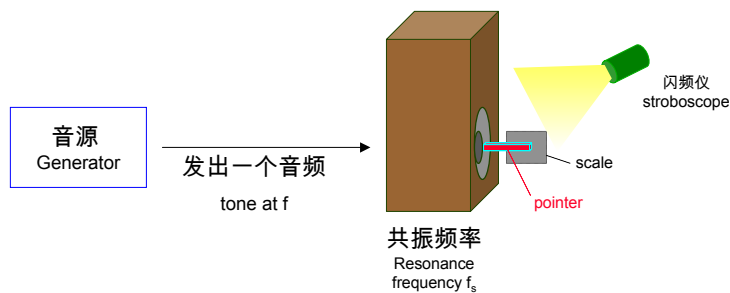 音源
Generator
发出一个音频
tone at f
共振频率
Resonance
frequency fs
闪频仪
stroboscope
scale
pointer